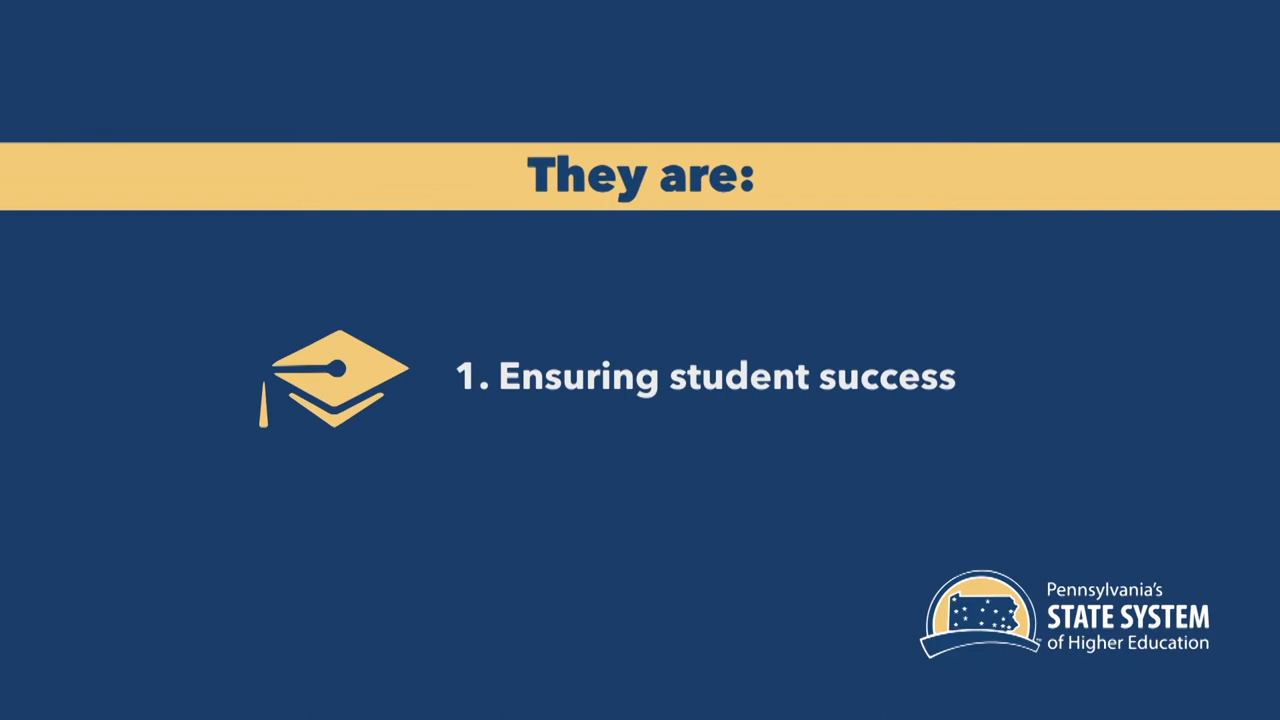 They are:
1. Ensuring student success
Pennsylvania's
STATE SYSTEM
of Higher Education